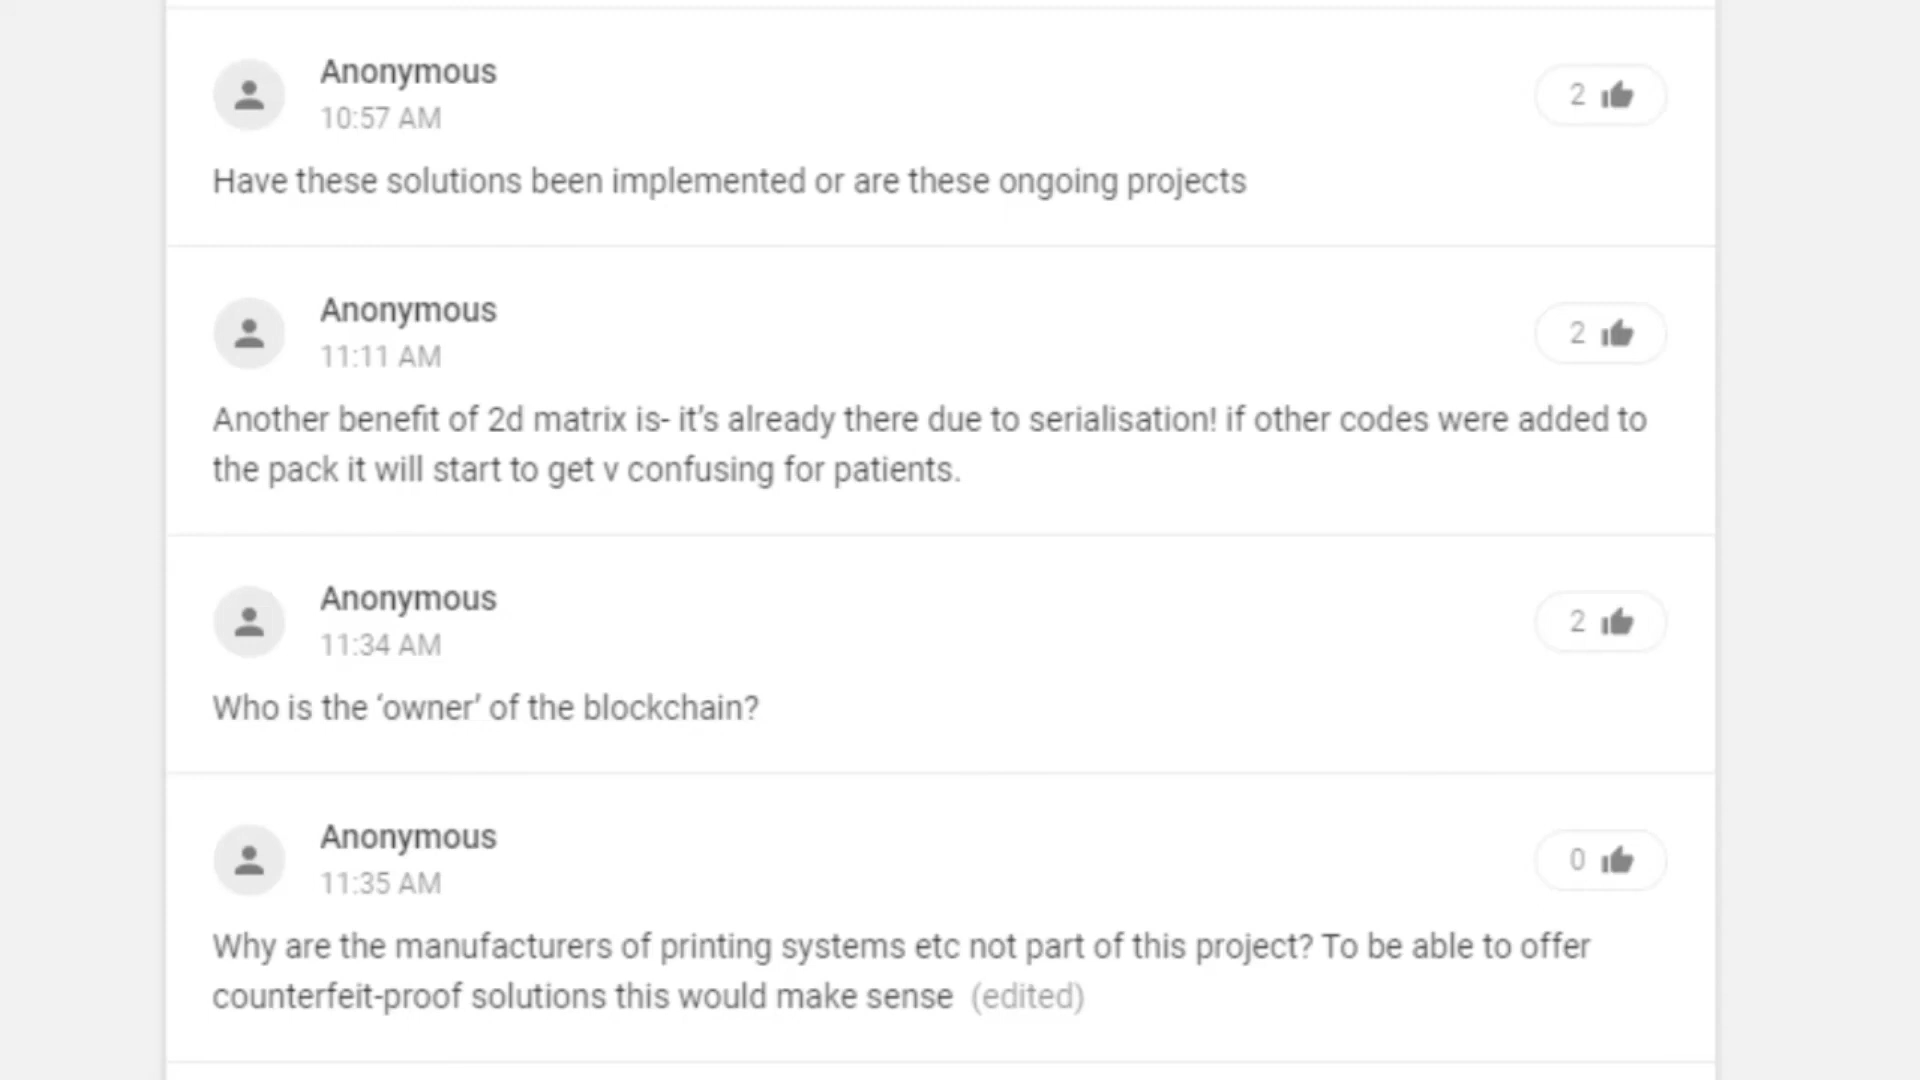 Anonymous
10:57 AM
2
Have these solutions been implemented or are these ongoing projects
Anonymous
11:11 AM
2
Another benefit of 2d matrix is- it’s already there due to serialisation! if other codes were added to
the pack it will start to get v confusing for patients.
Anonymous
11:34 AM
2
Who is the ‘owner’ of the blockchain?
Anonymous
11:35 AM
0
Why are the manufacturers of printing systems etc not part of this project? To be able to offer
counterfeit-proof solutions this would make sense (edited)